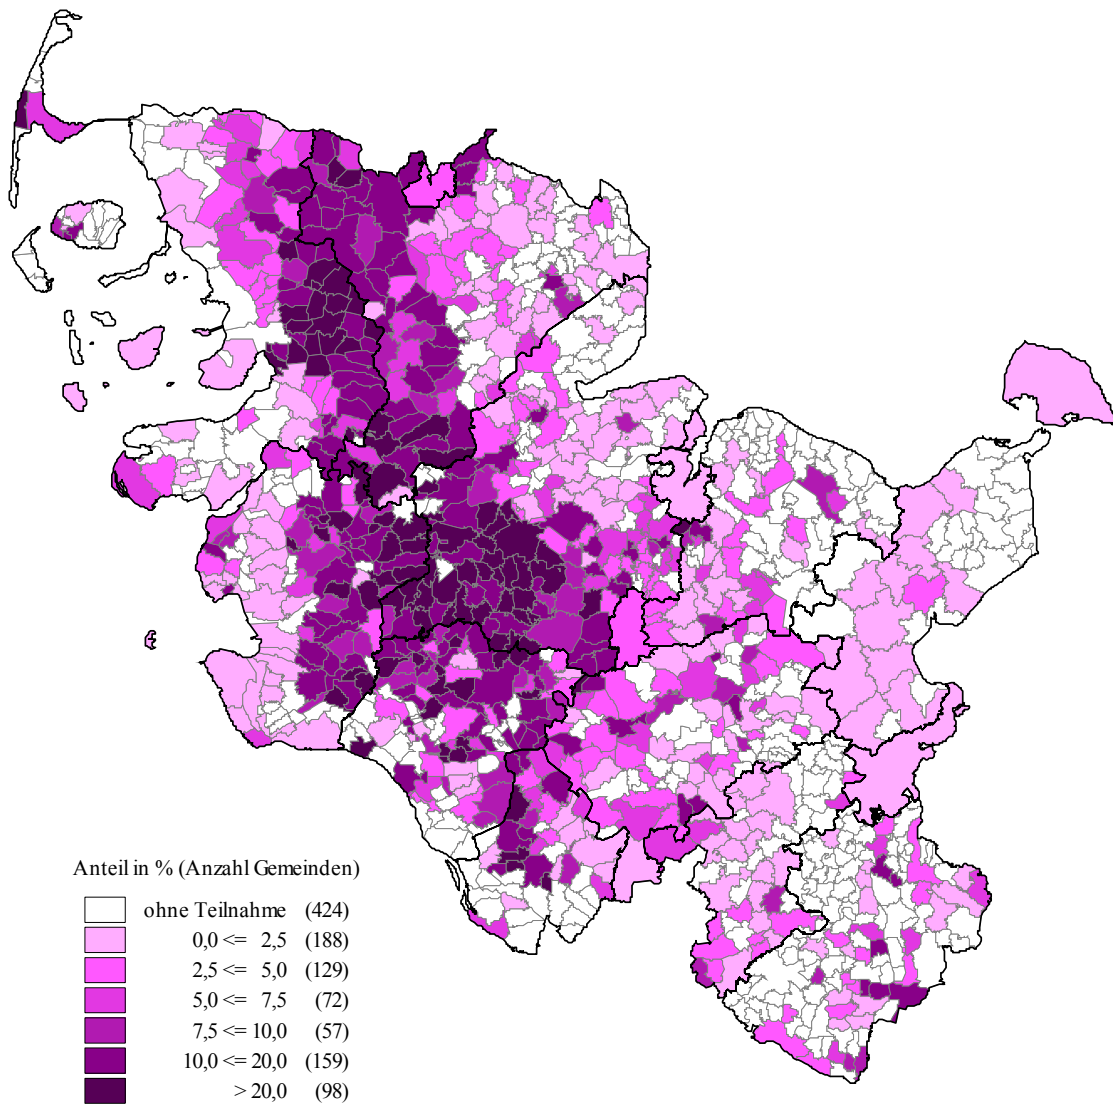 Anteil in % (Anzahl Gemeinden)
ohne Teilnahme (424)
0,0 <= 2,5 (188)
2,5 <= 5,0 (129)
5,0 <= 7,5 (72)
7,5 <= 10,0 (57)
10,0 <= 20,0 (159)
> 20,0 (98)